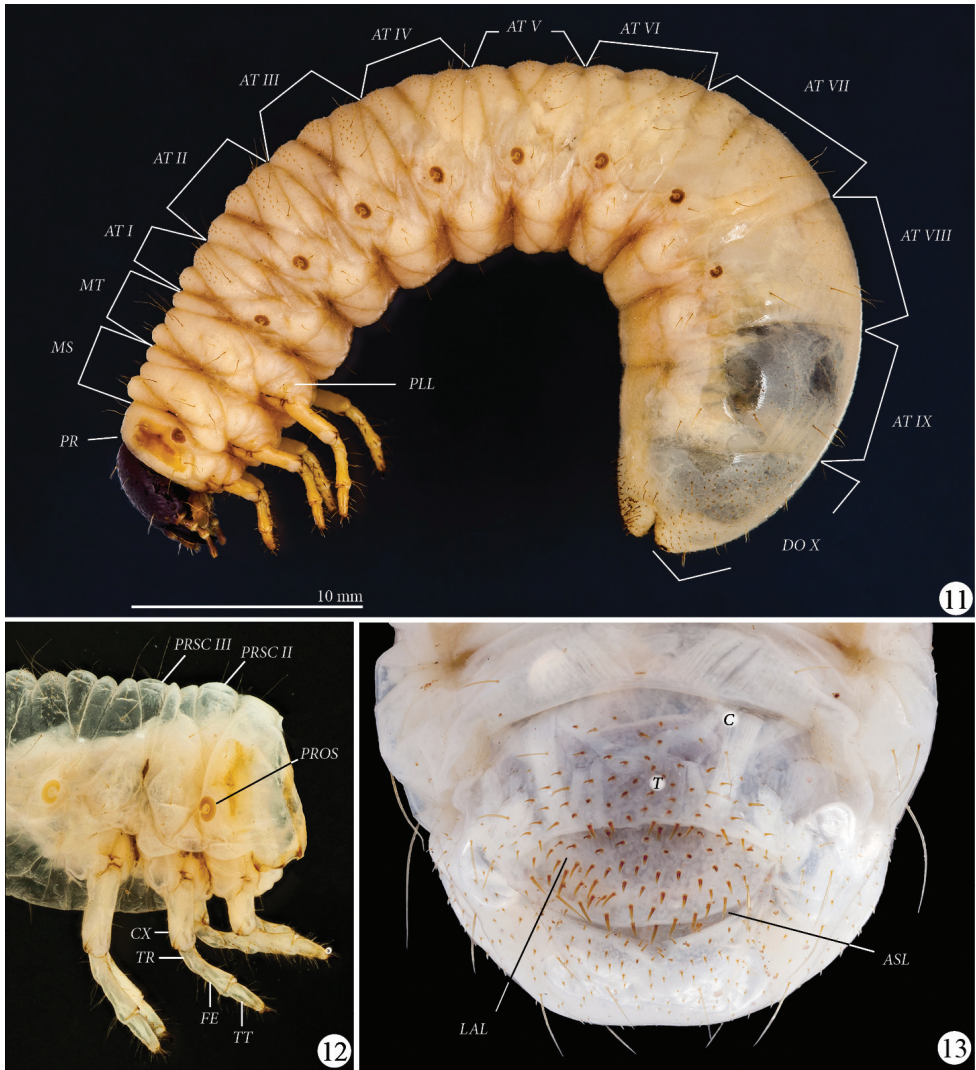 AT V
AT IV
AT VI
AT III
AT VII
AT II
AT I
AT VIII
MT
MS
PLL
AT IX
PR
DO X
10 mm
11
PRSC III
PRSC II
PROS
CX
TR
FE
TT
12
C
T
LAL
ASL
13